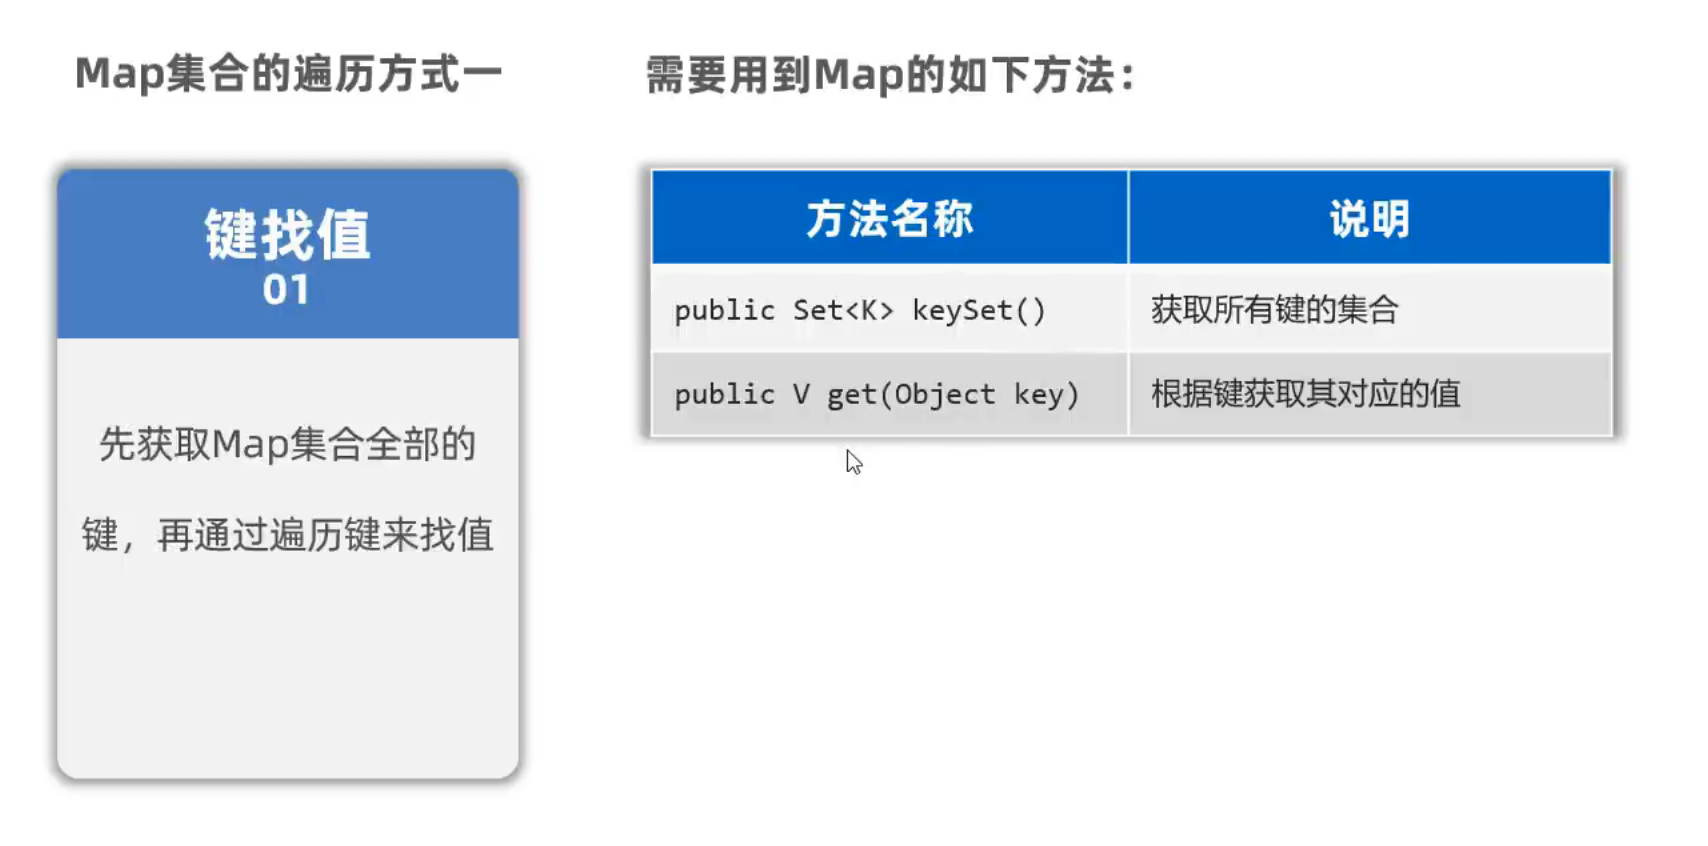 Map集合的遍历方式一
需要用到Map的如下方法：
键找值
01
先获取Map集合全部的
键，再通过遍历键来找值
方法名称 说明
public Set<K> keySet() 获取所有键的集合
public V get(Object key) 根据键获取其对应的值